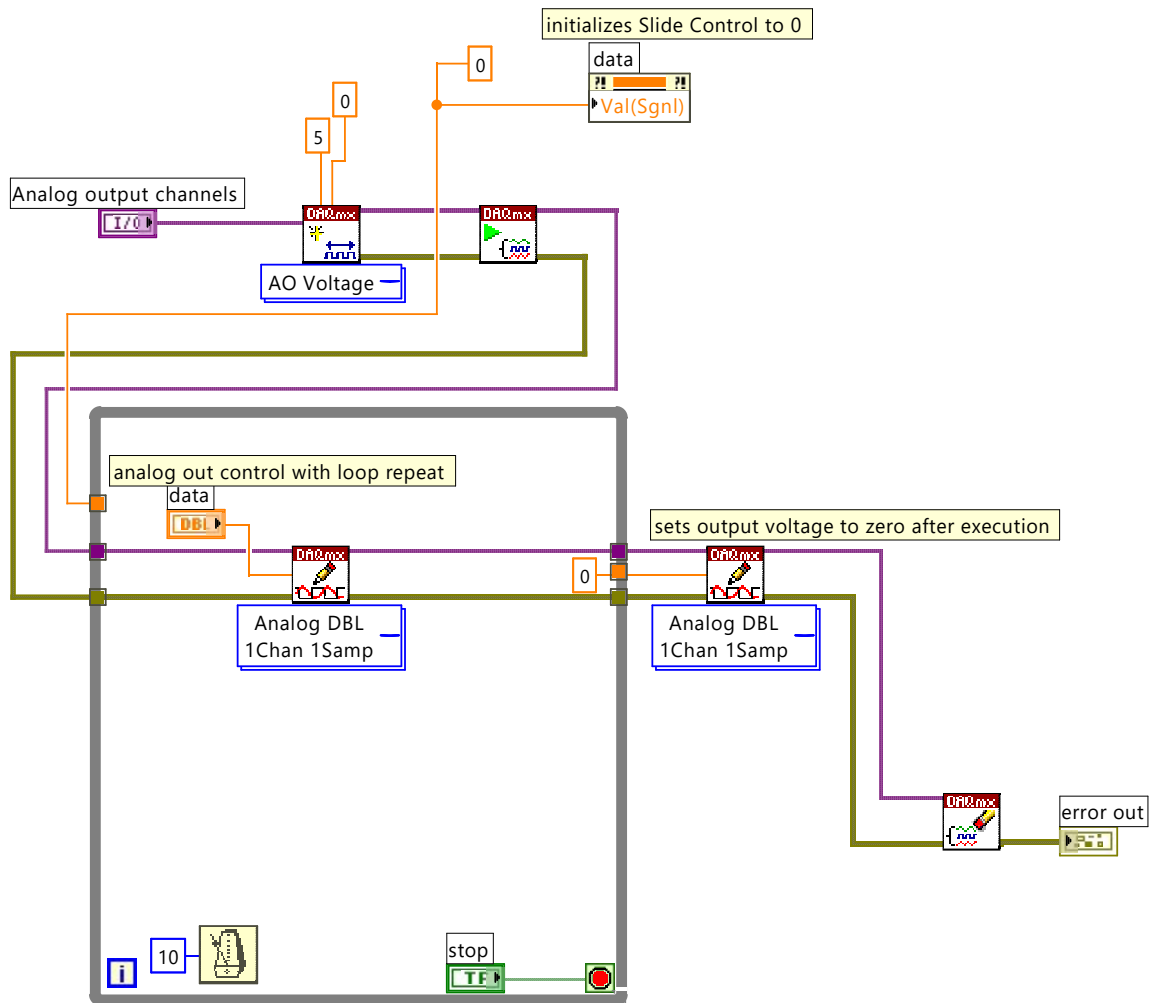 initializes Slide Control to 0
data
?! ?!
Val(Sgnl)
0
0
5
Analog output channels
I/O
DAQmx
DAQmx
AO Voltage
analog out control with loop repeat
data
DBL
sets output voltage to zero after execution
DAQmx
0
DAQmx
Analog DBL
1Chan 1Samp
Analog DBL
1Chan 1Samp
DAQmx
error out
stop
TF
10
i